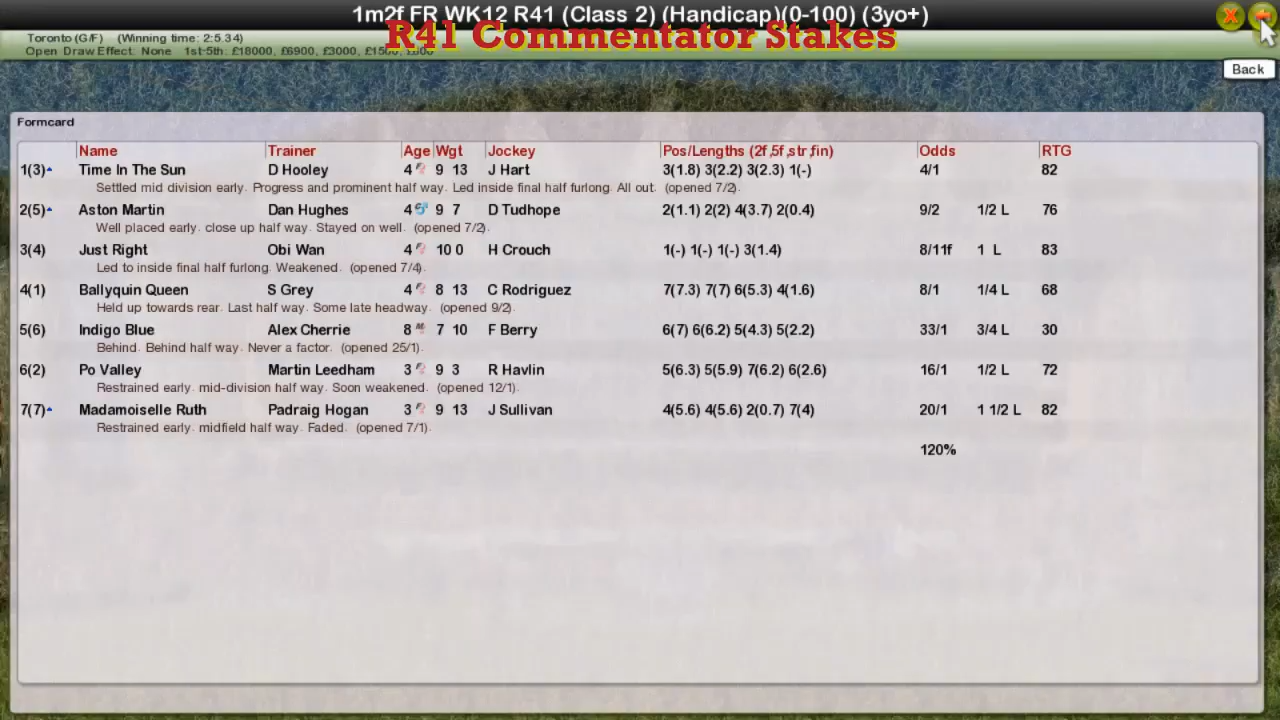 1m2f FR WK12 R41 (Class 2) (Handicap)(0-100) (3yo+)
R41 Commentator Stakes
Toronto (G/F) (Winning time: 2:5.34)
Open Draw Effect. None 1st-5th: £18000, £6900, £3000,
Back
Formcard
Name Trainer Age Wgt Jockey Pos/Lengths (2f,5f,str,fin) Odds RTG
1(3) Time In The Sun D Hooley 4 9 13 J Hart 3(1.8) 3(2.2) 3(2.3) 1(-) 4/1 82
Settled mid division early. Progress and prominent half way. Led inside final half furlong. All out. (opened 7/2).
2(5) Aston Martin Dan Hughes 4 9 7 D Tudhope 2(1.1) 2(2) 4(3.7) 2(0.4) 9/2 1/2 L 76
Well placed early. close up half way. Stayed on well. (opened 7/2).
3(4) Just Right Obi Wan 4 10 0 H Crouch 1(-) 1(-) 1(-) 3(1.4) 8/11f 1 L 83
Led to inside final half furlong. Weakened. (opened 7/4).
4(1) Ballyquin Queen S Grey 4 8 13 C Rodriguez 7(7.3) 7(7) 6(5.3) 4(1.6) 8/1 1/4 L 68
Held up towards rear. Last half way. Some late headway. (opened 9/2).
5(6) Indigo Blue Alex Cherrie 8 7 10 F Berry 6(7) 6(6.2) 5(4.3) 5(2.2) 33/1 3/4 L 30
Behind. Behind half way. Never a factor. (opened 25/1).
6(2) Po Valley Martin Leedham 3 9 3 R Havlin 5(6.3) 5(5.9) 7(6.2) 6(2.6) 16/1 1/2 L 72
Restrained early. mid-division half way. Soon weakened. (opened 12/1).
7(7) Madamoiselle Ruth Padraig Hogan 3 9 13 J Sullivan 4(5.6) 4(5.6) 2(0.7) 7(4) 20/1 1 1/2 L 82
Restrained early. midfield half way. Faded. (opened 7/1).
120%